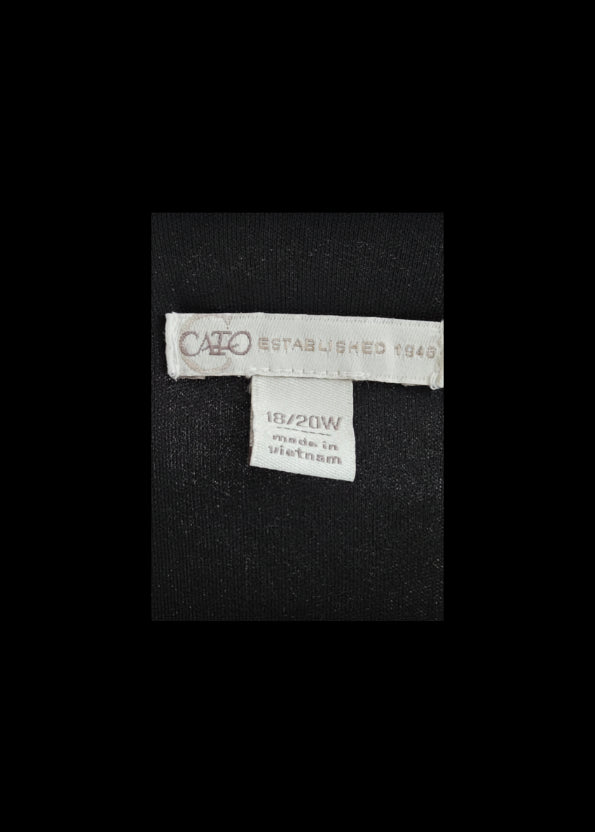 CATO ESTABLISHED 1946
18/20W
made in
vietnam